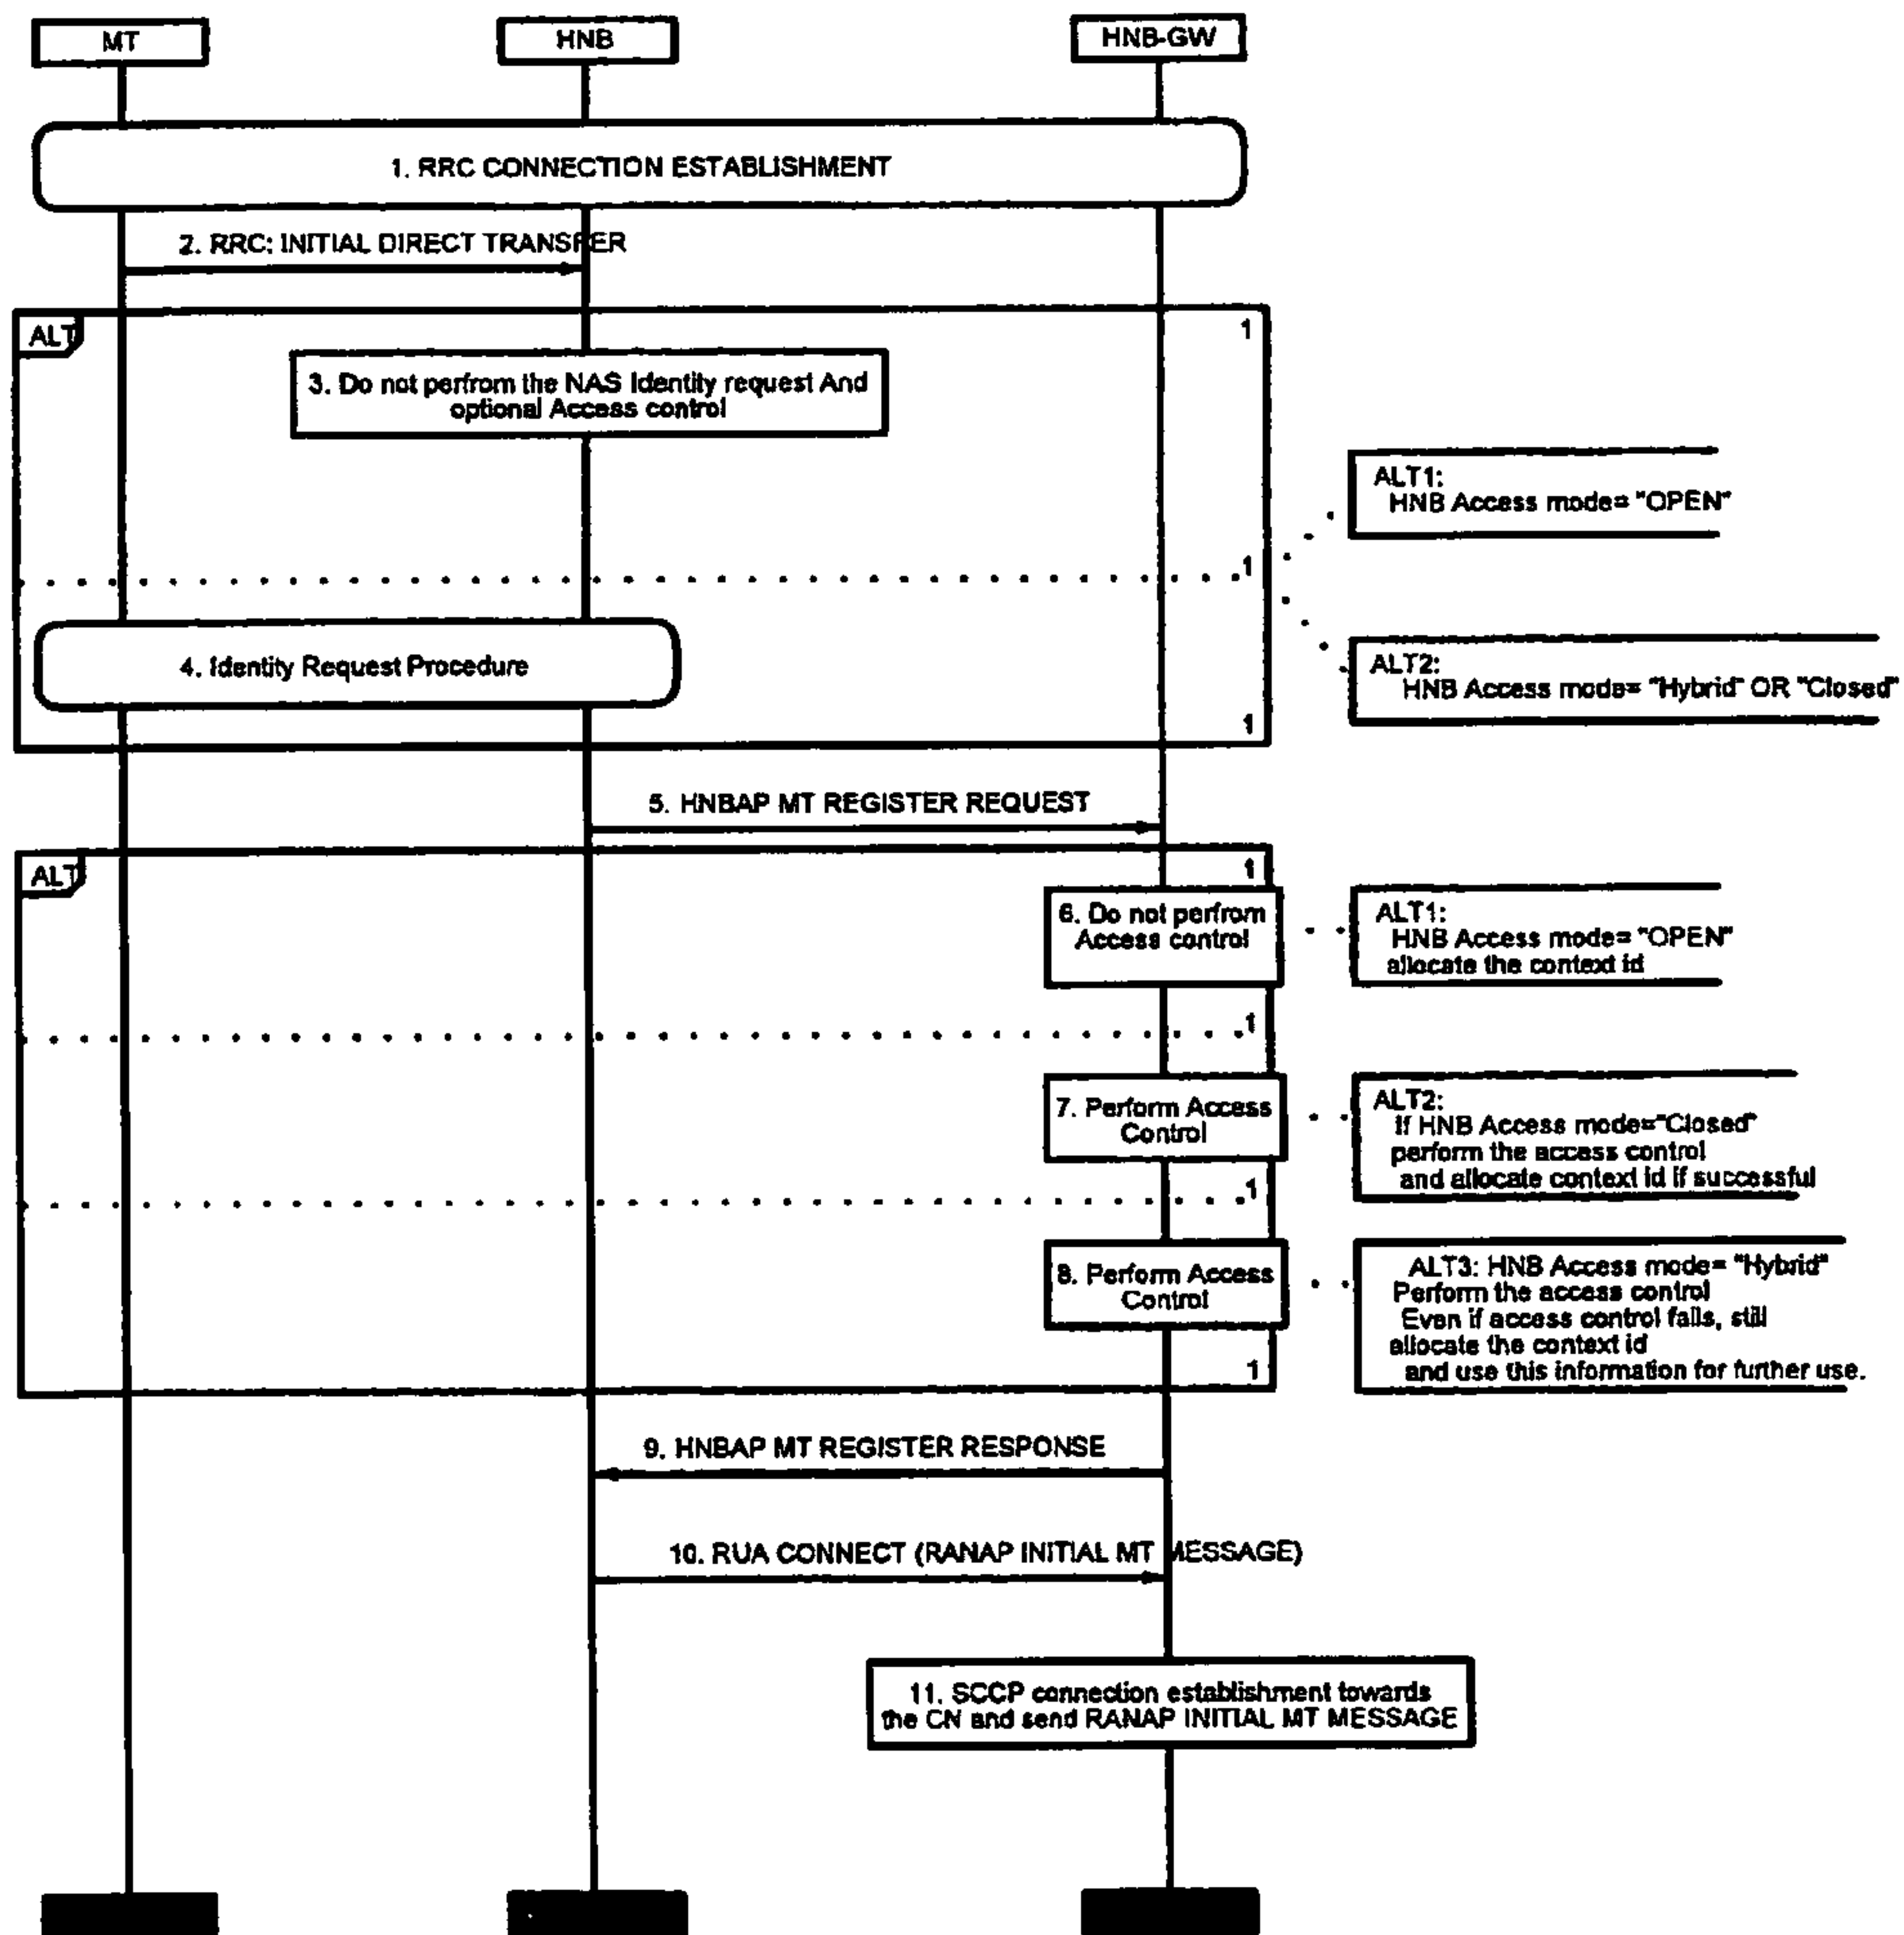 MT
HNB
HNB-GW
1. RRC CONNECTION ESTABLISHMENT
2. RRC: INITIAL DIRECT TRANSFER
ALT
1
3. Do not perfrom the NAS Identity request And
optional Access control
ALT1:
HNB Access mode= "OPEN"
1
4. Identity Request Procedure
ALT2:
HNB Access mode= "Hybrid" OR "Closed"
1
5. HNBAP MT REGISTER REQUEST
ALT
1
6. Do not perfrom
Access control
ALT1:
HNB Access mode= "OPEN"
allocate the context id
1
7. Perform Access
Control
ALT2:
If HNB Access mode="Closed"
perform the access control
and allocate context id if successful
1
8. Perform Access
Control
ALT3: HNB Access mode= "Hybrid"
Perform the access control
Even if access control fails, still
allocate the context id
and use this information for further use.
1
9. HNBAP MT REGISTER RESPONSE
10. RUA CONNECT (RANAP INITIAL MT MESSAGE)
11. SCCP connection establishment towards
the CN and send RANAP INITIAL MT MESSAGE